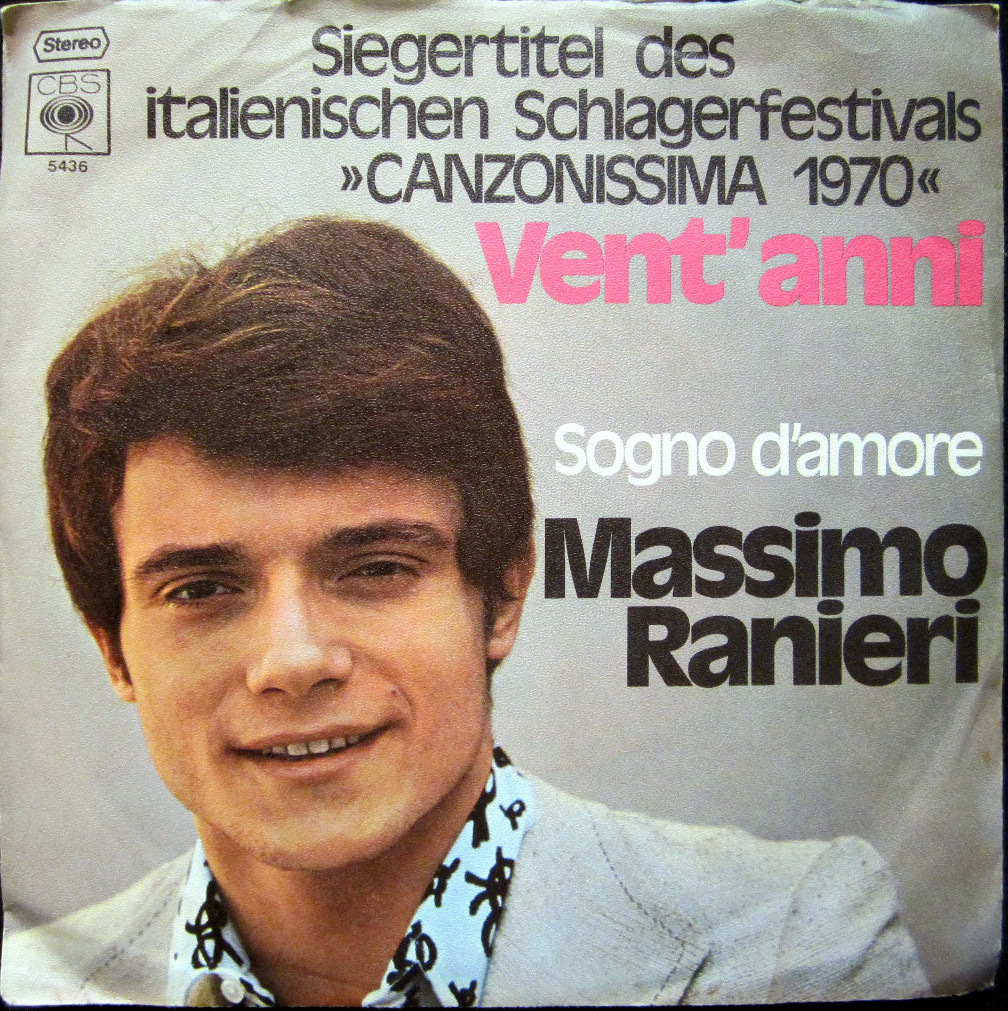 Stereo
CBS
5436
Siegertitel des
italienischen Schlagerfestivals
»CANZONISSIMA 1970«
Vent'anni
Sogno d'amore
Massimo
Ranieri